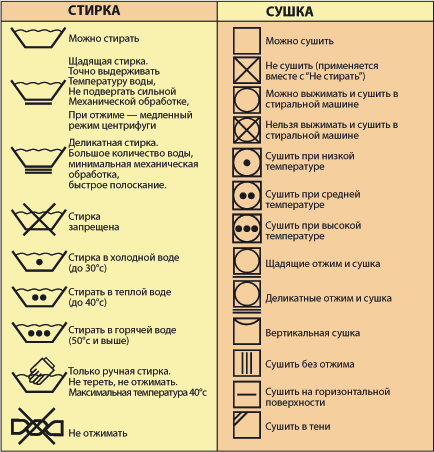 СТИРКА
Можно стирать
Щадящая стирка.
Точно выдерживать
Температуру воды,
Не подвергать сильной
Механической обработке,
При отжиме — медленный
режим центрифуги
Деликатная стирка.
Большое количество воды,
минимальная механическая
обработка,
быстрое полоскание.
Стирка
запрещена
Стирка в холодной воде
(до 30°с)
Стирать в теплой воде
(до 40°с)
Стирать в горячей воде
(50°с и выше)
Только ручная стирка.
Не тереть, не отжимать.
Максимальная температура 40°с
Не отжимать
СУШКА
Можно сушить
Не сушить (применяется
вместе с “Не стирать”)
Можно выжимать и сушить в
стиральной машине
Нельзя выжимать и сушить в
стиральной машине
Сушить при низкой
температуре
Сушить при средней
температуре
Сушить при высокой
температуре
Щадящие отжим и сушка
Деликатные отжим и сушка
Вертикальная сушка
Сушить без отжима
Сушить на горизонтальной
поверхности
Сушить в тени